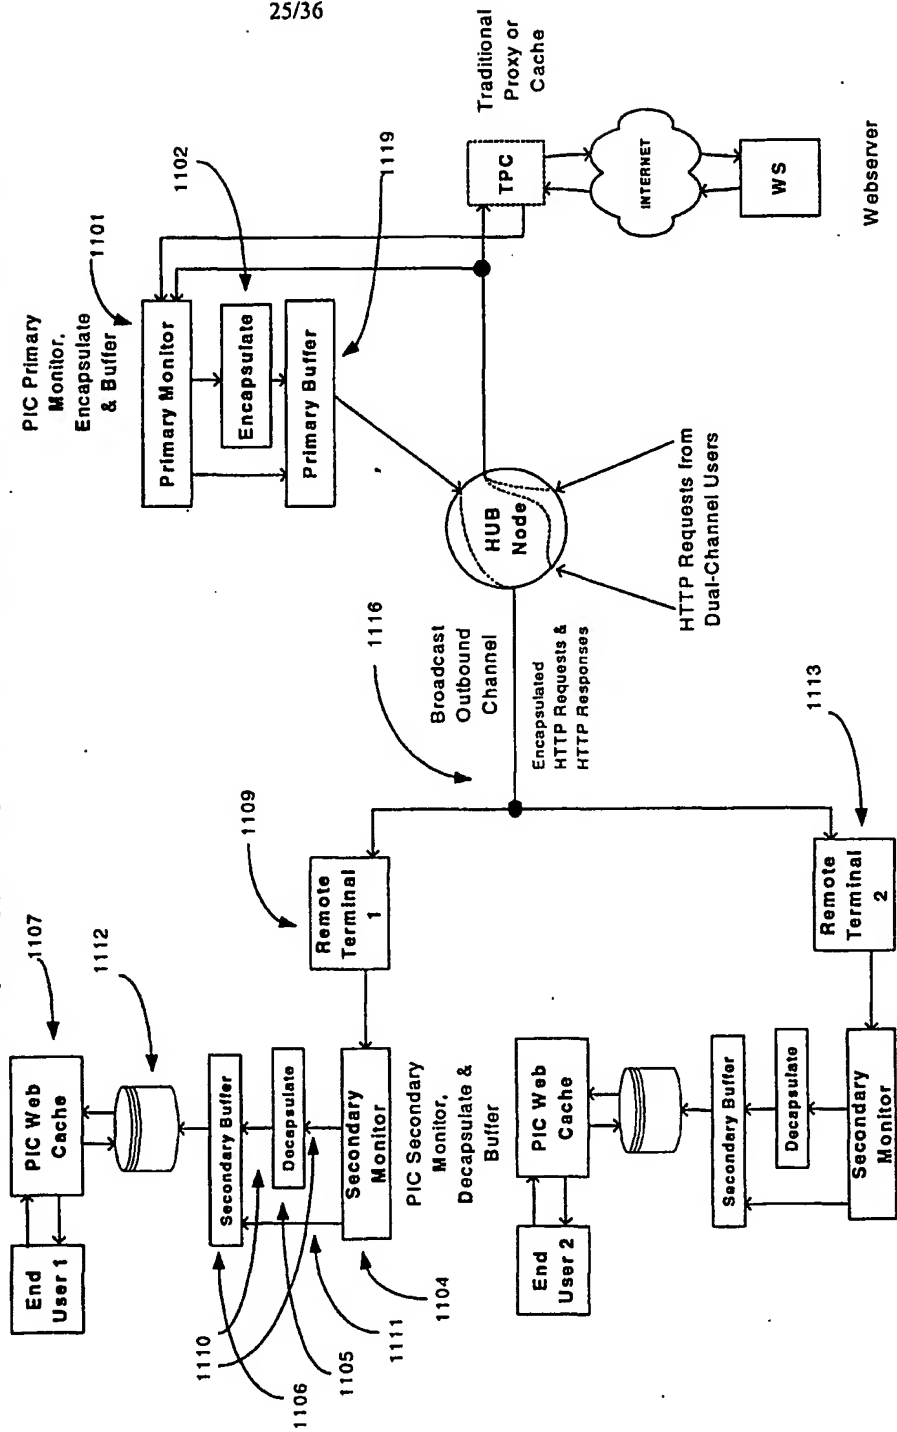 25/36
PIC Primary
Monitor,
Encapsulate
& Buffer
1101
1102
1119
Primary Monitor
Encapsulate
Primary Buffer
Traditional
Proxy or
Cache
TPC
INTERNET
WS
Webserver
HUB
Node
HTTP Requests from
Dual-Channel Users
1116
Broadcast
Outbound
Channel
Encapsulated
HTTP Requests &
HTTP Responses
1113
1109
Remote
Terminal
1
Remote
Terminal
2
1107
1112
PIC Web
Cache
Secondary Buffer
Decapsulate
Secondary
Monitor
PIC Secondary
Monitor,
Decapsulate &
Buffer
PIC Web
Cache
Secondary Buffer
Decapsulate
Secondary
Monitor
End
User 1
End
User 2
1110
1106
1105
1111
1104